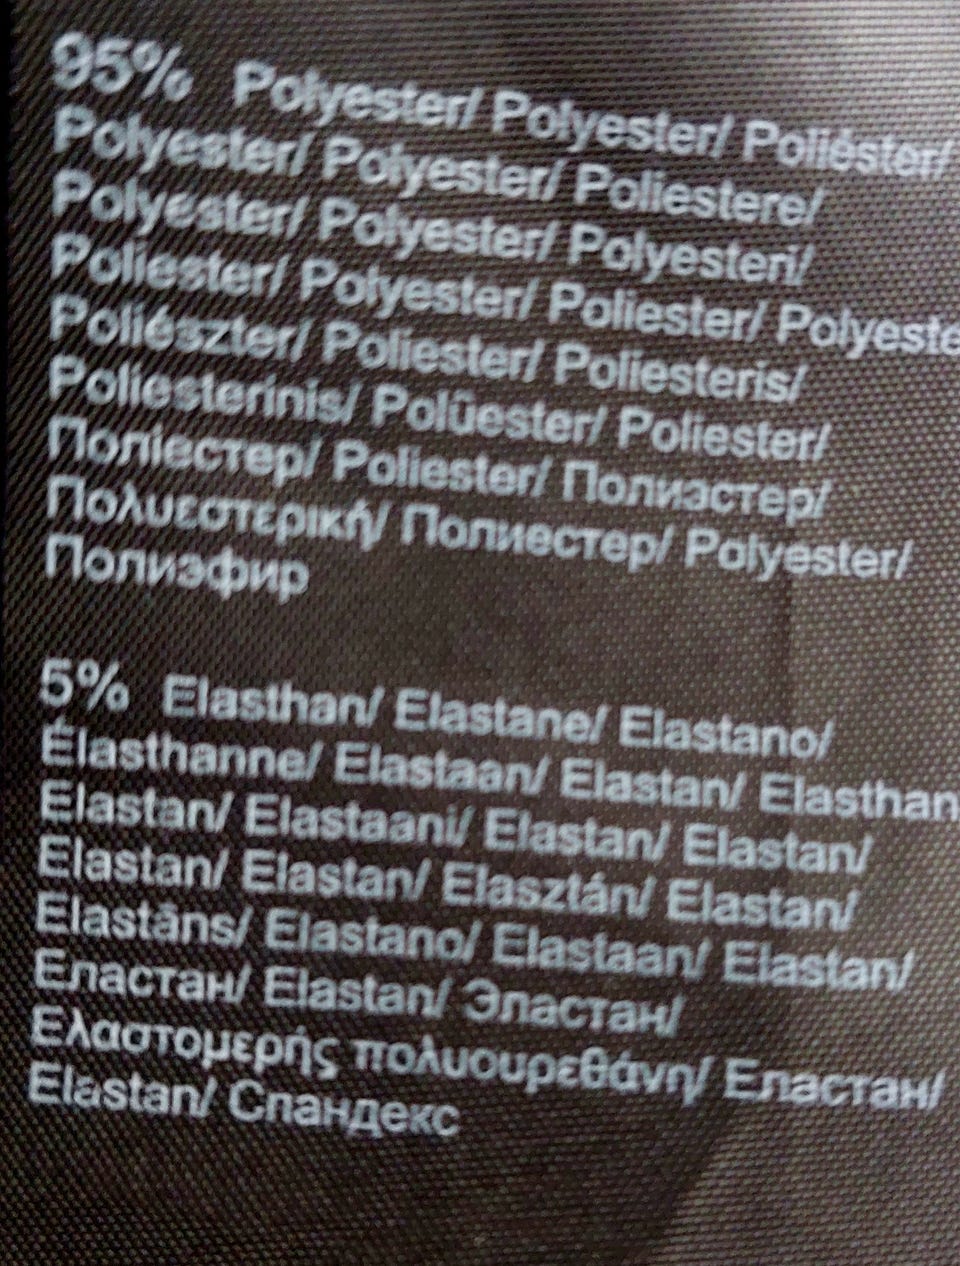 95% Polyester/ Polyester/ Poliéster/
Polyester/ Polyester/ Poliestere/
Polyester/ Polyester/ Polyesteri/
Poliester/ Polyester/ Poliester/ Polyeste
Poliészter/ Poliester/ Poliesteris/
Poliesterinis/ Polüester/ Poliester/
Поліестер/ Poliester/ Полиэстер/
Πολυεστερική/ Полиестер/ Polyester/
Полиэфир
5% Elasthan/ Elastane/ Elastano/
Élasthanne/ Elastaan/ Elastan/ Elasthan
Elastan/ Elastaani/ Elastan/ Elastan/
Elastan/ Elastan/ Elasztán/ Elastan/
Elastāns/ Elastano/ Elastaan/ Elastan/
Еластан/ Elastan/ Эластан/
Ελαστομερής πολυουρεθάνη/ Еластан/
Elastan/ Спандекс